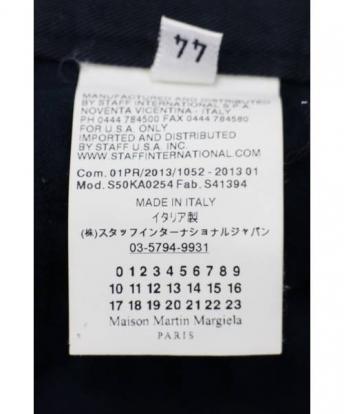 44
MANUFACTURED AND DISTRIBUTED
BY STAFF INTERNATIONAL S.P.A.
NOVENTA VICENTINA - ITALY
PH 0444 784500 FAX 0444 784580
FOR U.S.A. ONLY
IMPORTED AND DISTRIBUTED
BY STAFF U.S.A. INC.
WWW.STAFFINTERNATIONAL.COM
Com. 01PR/2013/1052 - 2013 01
Mod. S50KA0254 Fab. S41394
MADE IN ITALY
イタリア製
(株)スタッフインターナショナルジャパン
03-5794-9931
0 1 2 3 4 5 6 7 8 9
10 11 12 13 14 15 16
17 18 19 20 21 22 23
Maison Martin Margiela
PARIS